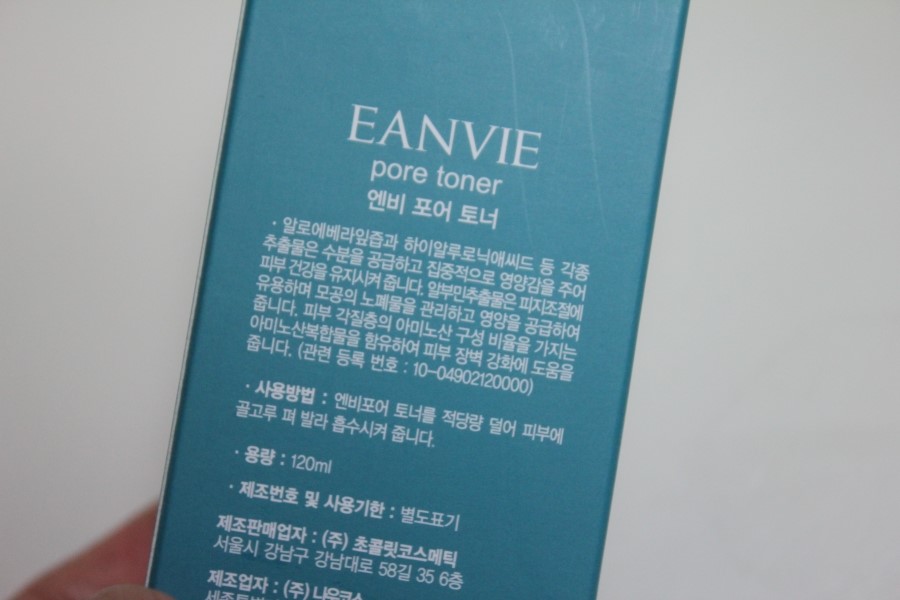 EANVIE
pore toner
엔비 포어 토너
· 알로에베라잎즙과 하이알루로닉애씨드 등 각종
추출물은 수분을 공급하고 집중적으로 영양감을 주어
피부 건강을 유지시켜 줍니다. 알부민추출물은 피지조절에
유용하며 모공의 노폐물을 관리하고 영양을 공급하여
줍니다. 피부 각질층의 아미노산 구성 비율을 가지는
아미노산복합물을 함유하여 피부 장벽 강화에 도움을
줍니다. (관련 등록 번호 : 10-04902120000)
· 사용방법 : 엔비포어 토너를 적당량 덜어 피부에
골고루 펴 발라 흡수시켜 줍니다.
· 용량 : 120ml
· 제조번호 및 사용기한 : 별도표기
제조판매업자 : (주) 초콜릿코스메틱
서울시 강남구 강남대로 58길 35 6층
제조업자 : (주) 나우코스